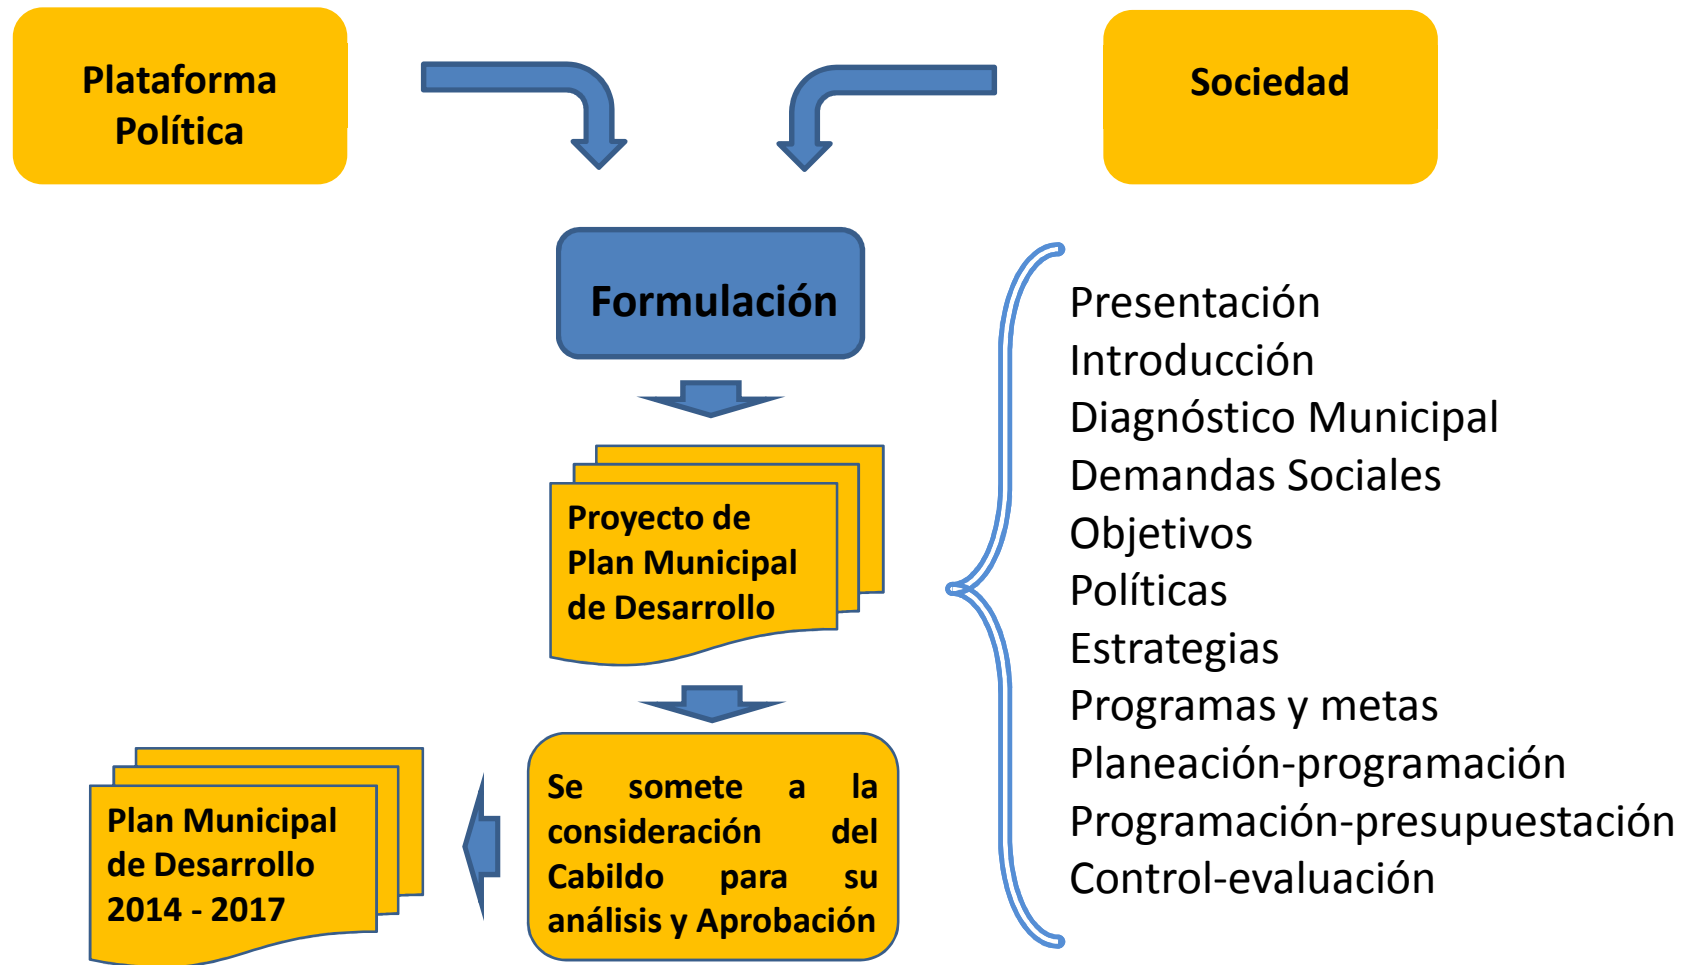 Plataforma
Política
Sociedad
Formulación
Proyecto de
Plan Municipal
de Desarrollo
Se somete a la
consideración del
Cabildo para su
análisis y Aprobación
Plan Municipal
de Desarrollo
2014 - 2017
Presentación
Introducción
Diagnóstico Municipal
Demandas Sociales
Objetivos
Políticas
Estrategias
Programas y metas
Planeación-programación
Programación-presupuestación
Control-evaluación